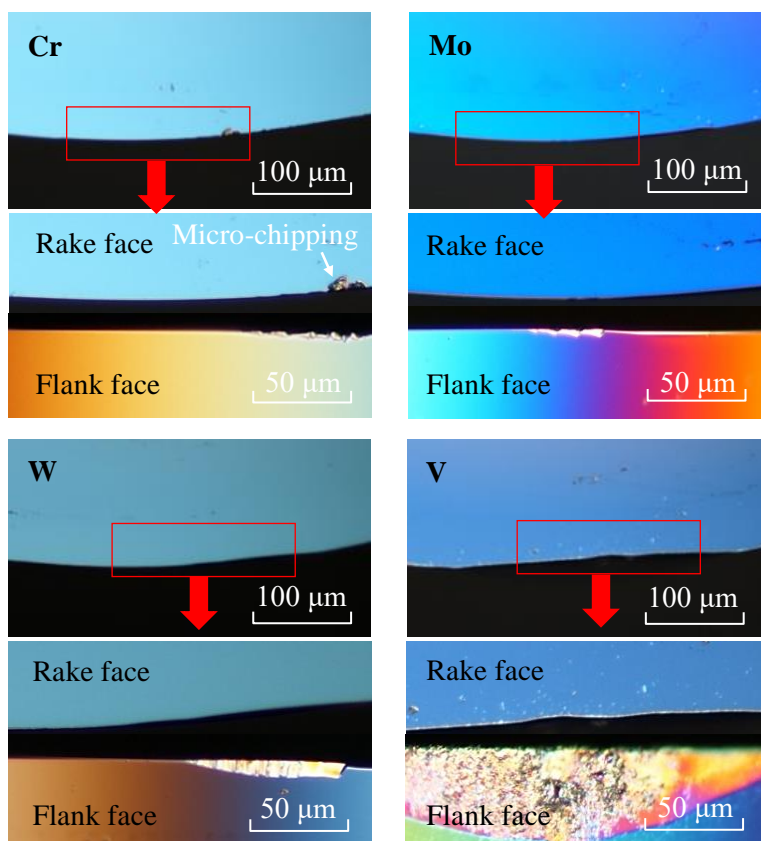 Cr
100 μm
Rake face
Micro-chipping
Flank face
50 μm
Mo
100 μm
Rake face
Flank face
50 μm
W
100 μm
Rake face
Flank face
50 μm
V
100 μm
Rake face
Flank face
50 μm